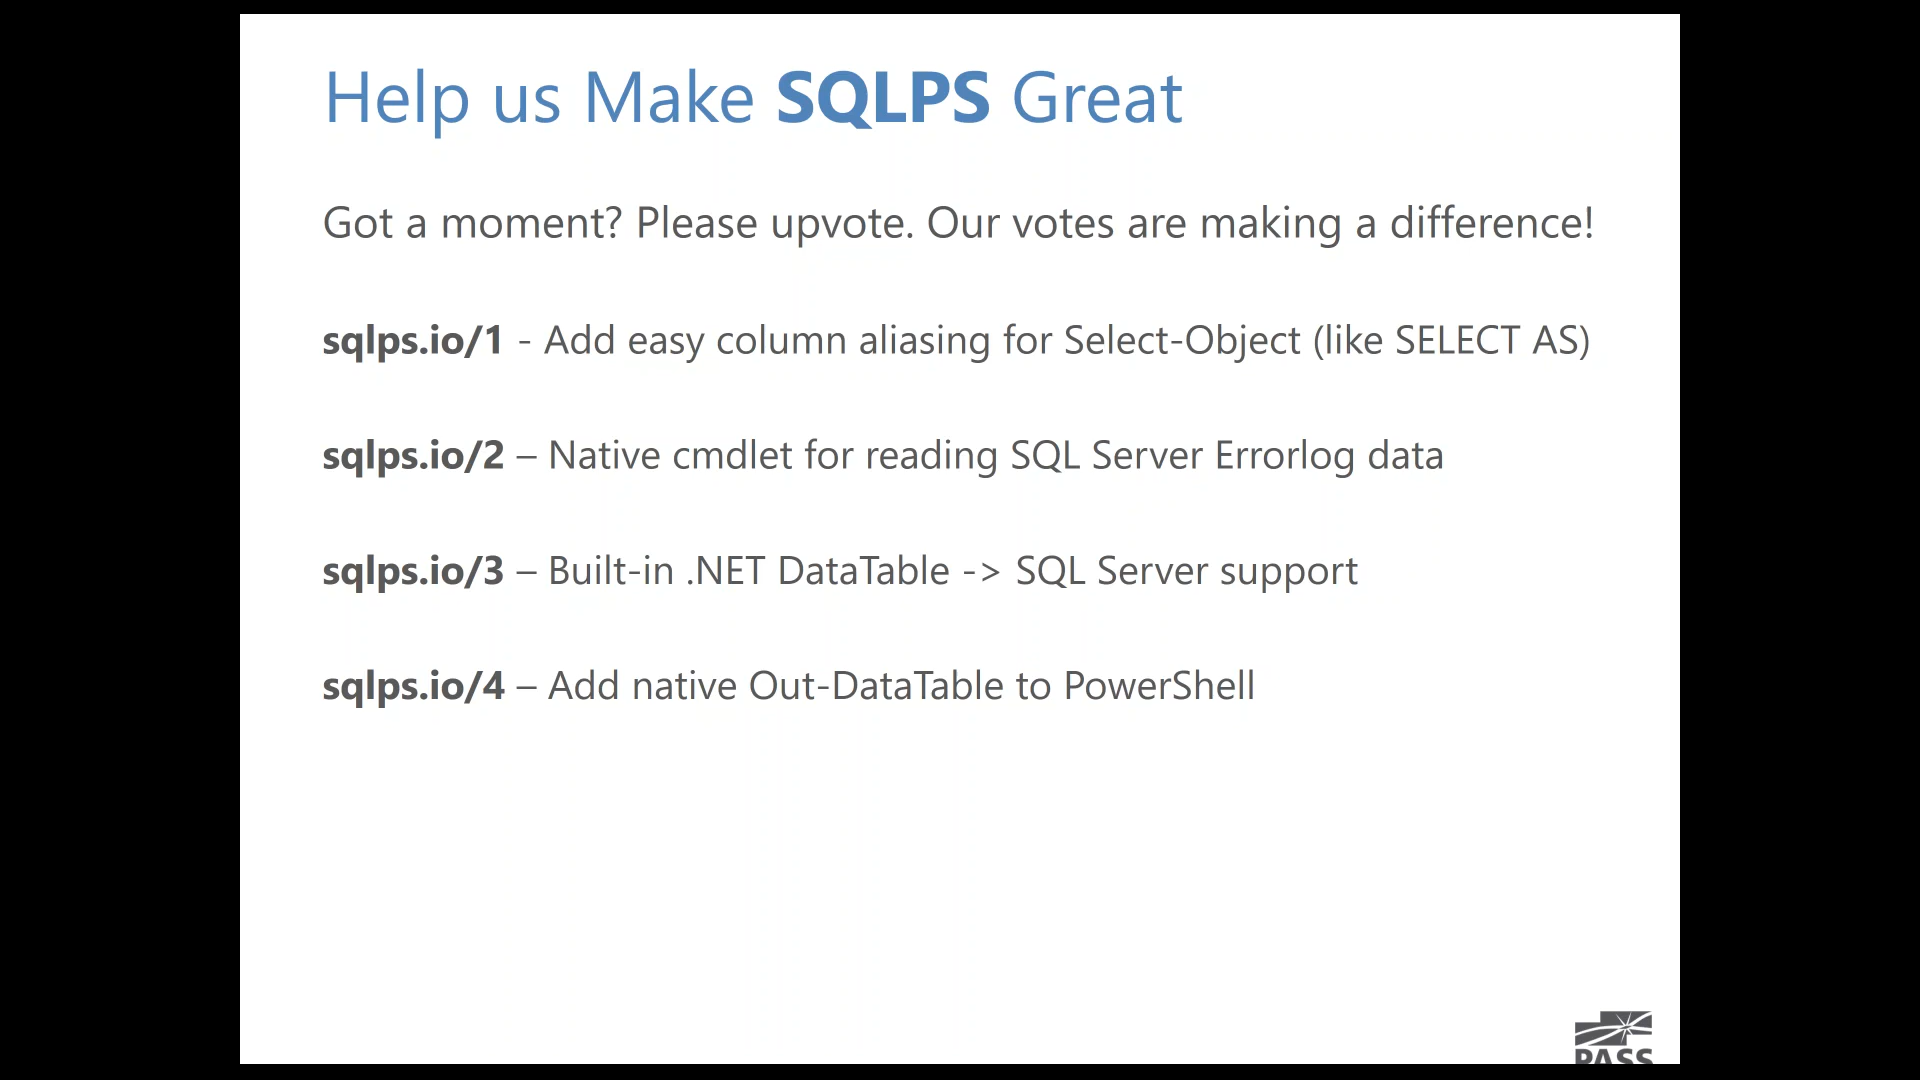 Help us Make SQLPS Great
Got a moment? Please upvote. Our votes are making a difference!
sqlps.io/1 - Add easy column aliasing for Select-Object (like SELECT AS)
sqlps.io/2 – Native cmdlet for reading SQL Server Errorlog data
sqlps.io/3 – Built-in .NET DataTable -> SQL Server support
sqlps.io/4 – Add native Out-DataTable to PowerShell
PASS